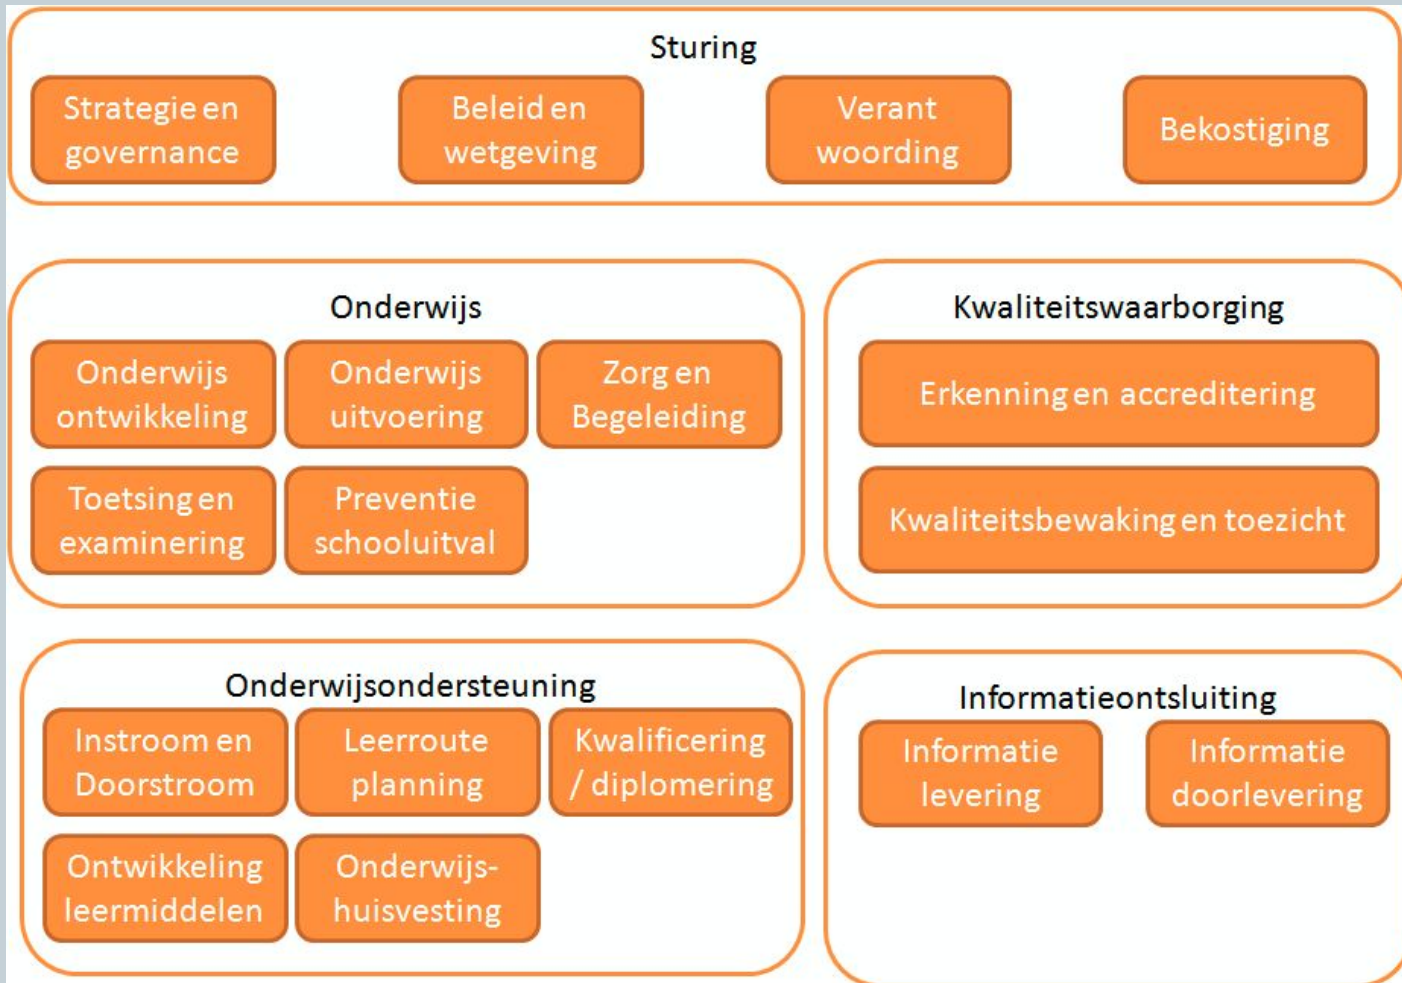 Sturing
Strategie en
governance
Beleid en
wetgeving
Verant
woording
Bekostiging
Onderwijs
Onderwijs
ontwikkeling
Onderwijs
uitvoering
Zorg en
Begeleiding
Toetsing en
examinering
Preventie
schooluitval
Kwaliteitswaarborging
Erkenning en accreditering
Kwaliteitsbewaking en toezicht
Onderwijsondersteuning
Instroom en
Doorstroom
Leerroute
planning
Kwalificering
/ diplomering
Ontwikkeling
leermiddelen
Onderwijs-
huisvesting
Informatieontsluiting
Informatie
levering
Informatie
doorlevering